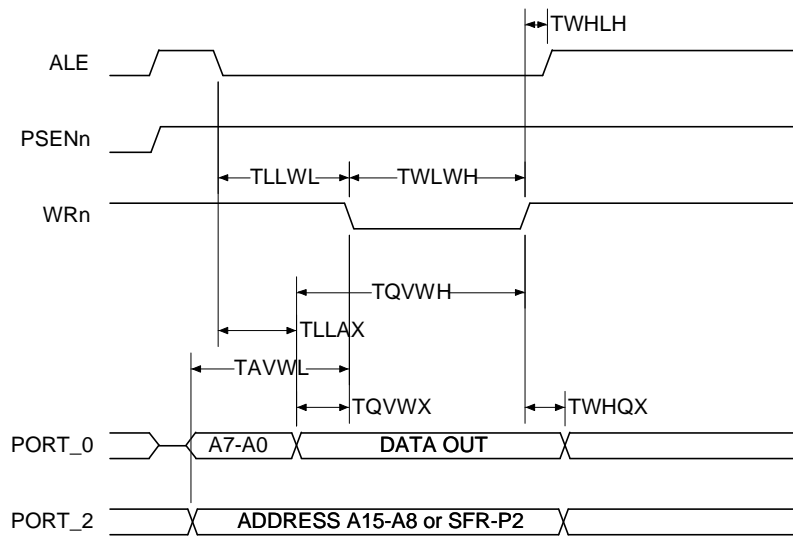 TWHLH
ALE
PSENn
TLLWL TWLWH
WRn
TQVWH
TLLAX
TAVWL
TQVWX TWHQX
PORT_0 A7-A0 DATA OUT
PORT_2 ADDRESS A15-A8 or SFR-P2